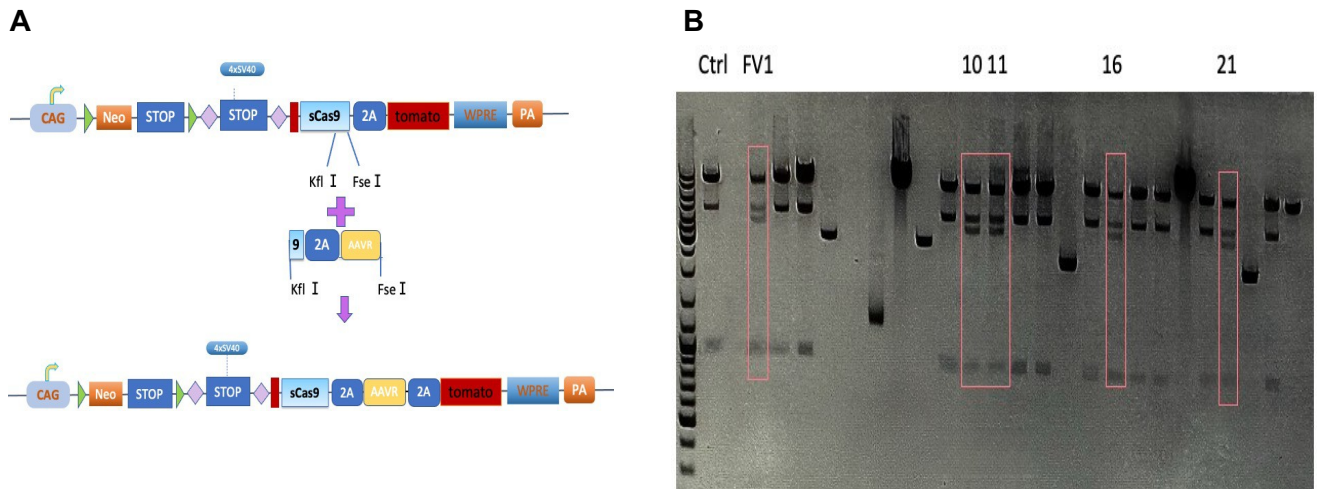 A
B
Ctrl FV1 10 11 16 21
4xSV40
CAG Neo STOP STOP sCas9 2A tomato WPRE PA
Kfl I Fse I
9 2A AAVR
Kfl I Fse I
4xSV40
CAG Neo STOP STOP sCas9 2A AAVR 2A tomato WPRE PA